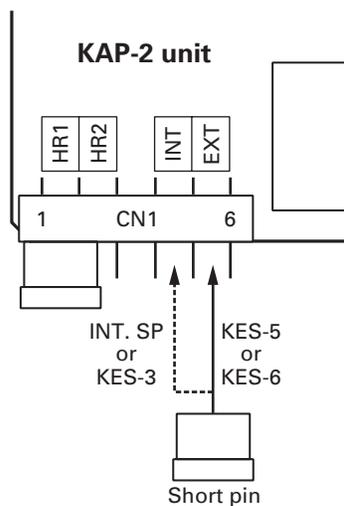 KAP-2 unit
HR1
HR2
INT
EXT
1 CN1 6
INT. SP
or
KES-3
KES-5
or
KES-6
Short pin